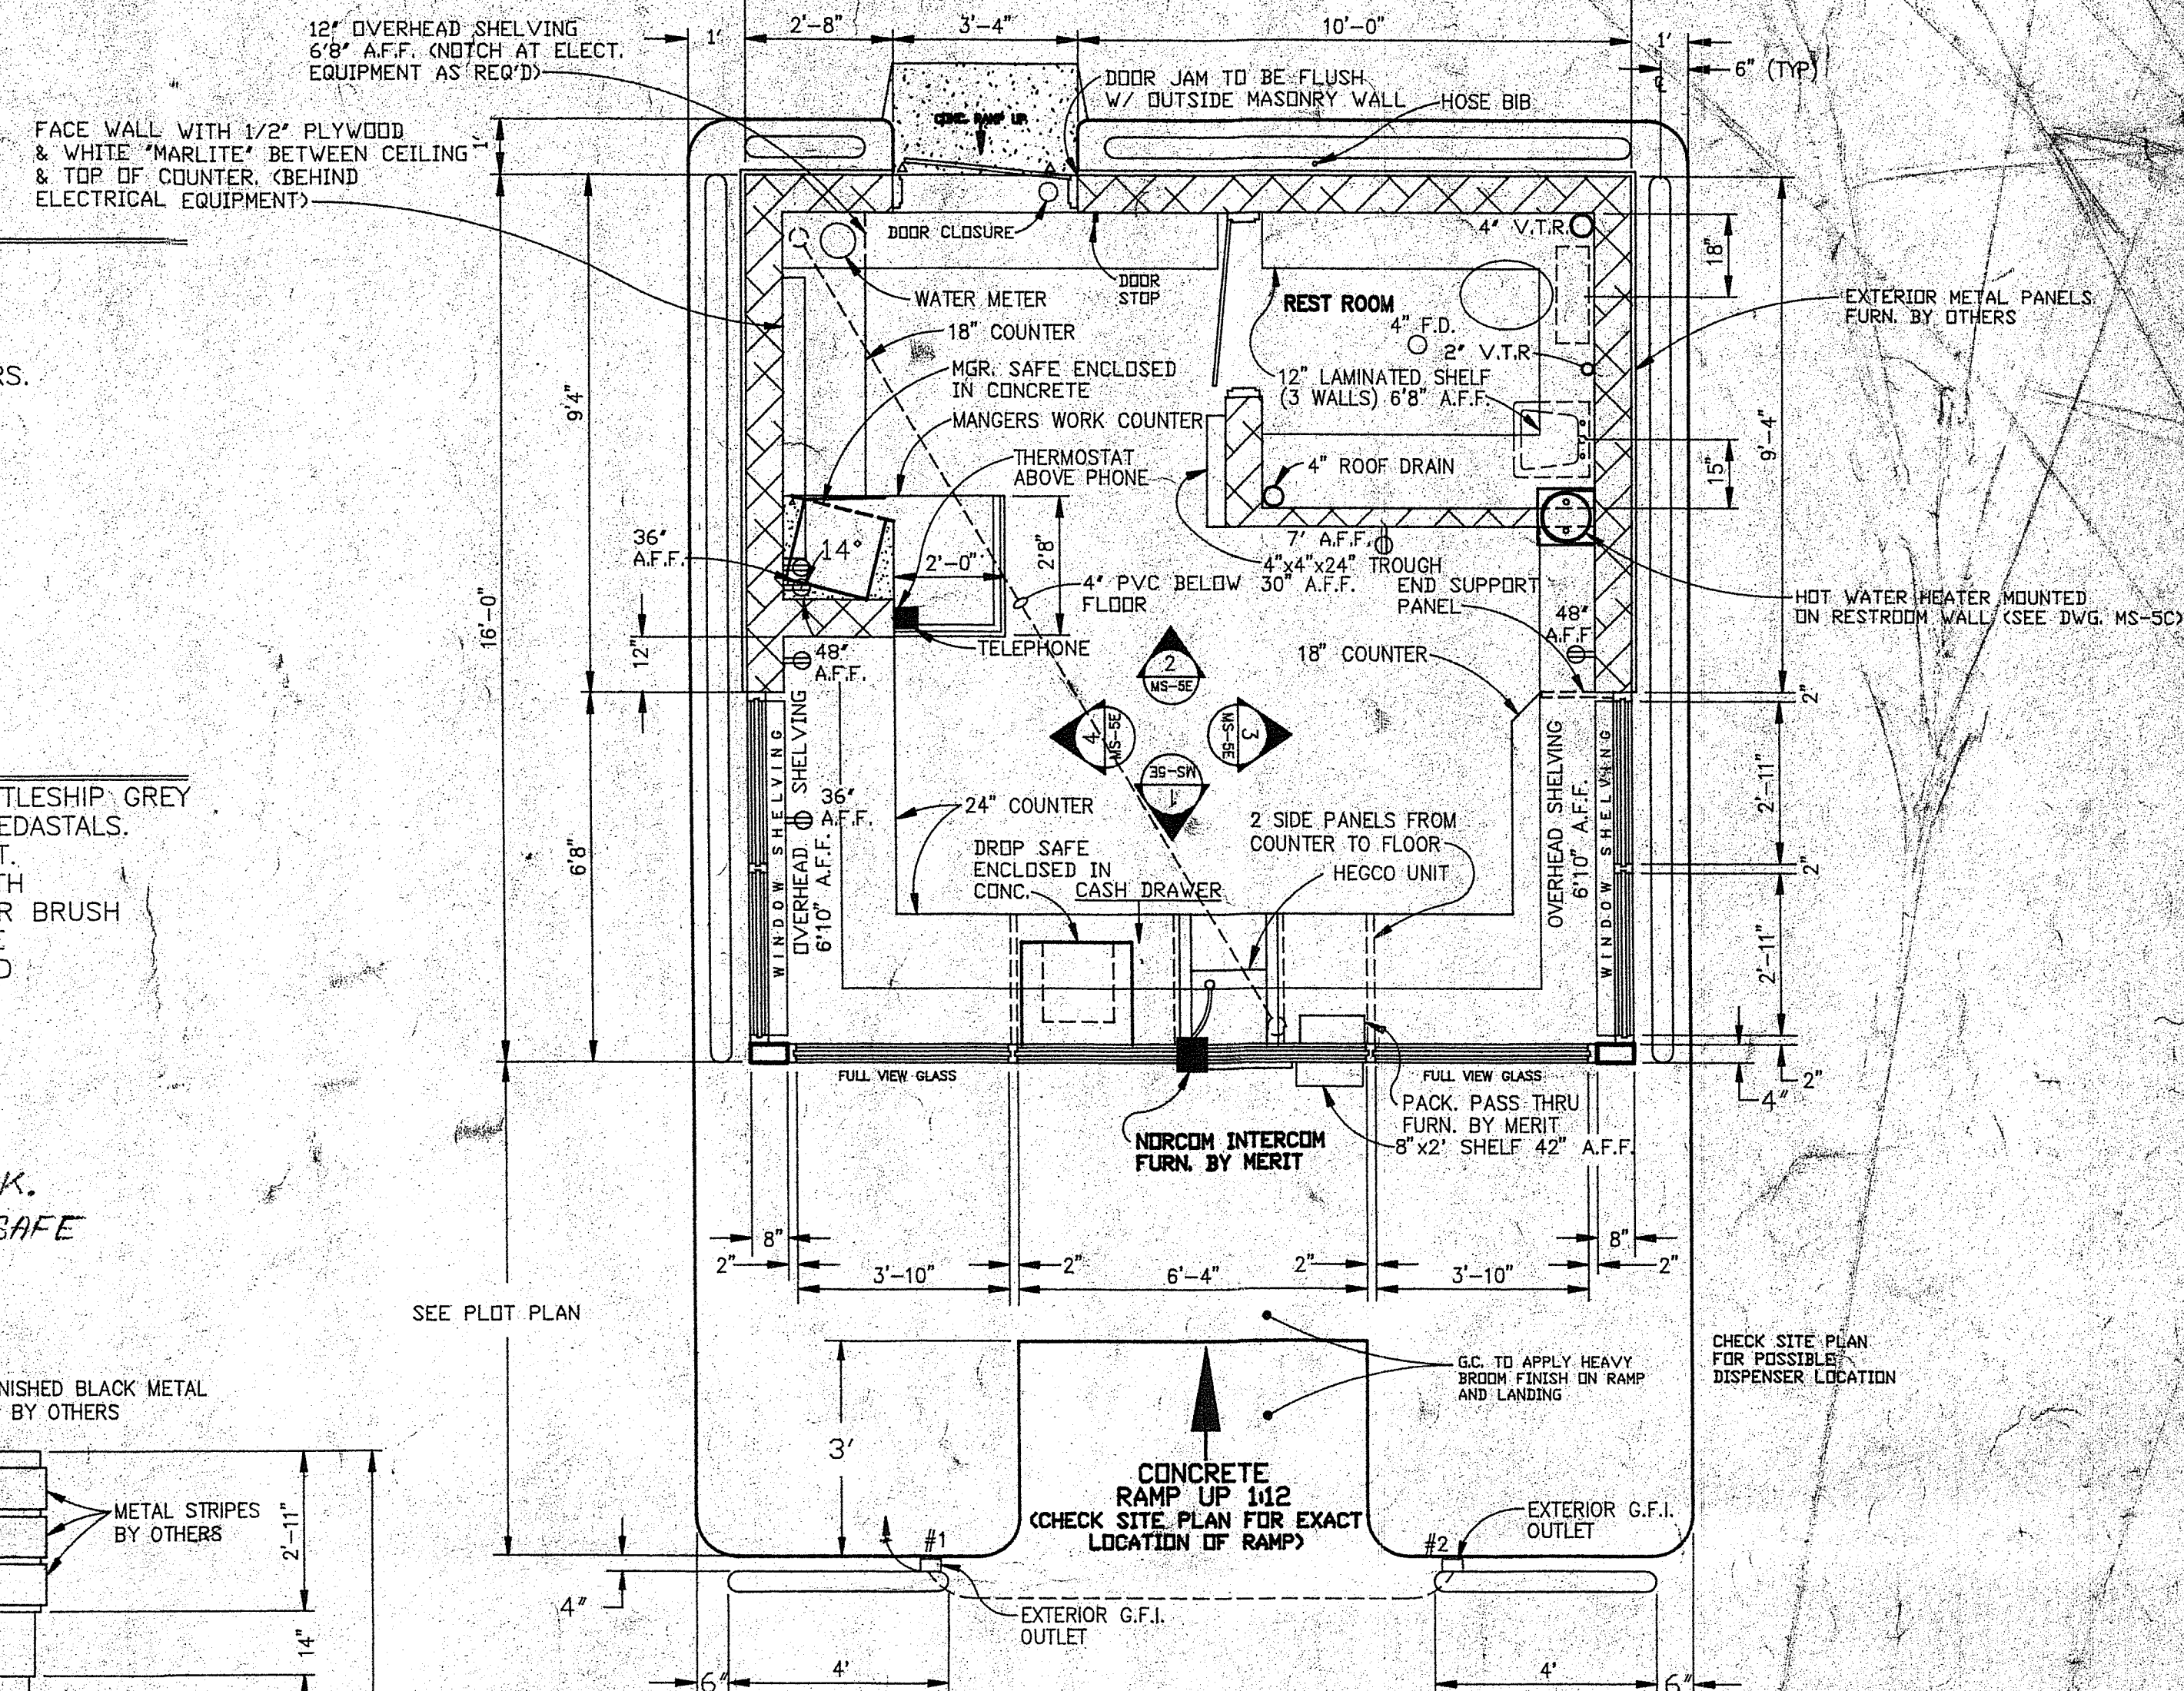 12" OVERHEAD SHELVING
6'8" A.F.F. (NOTCH AT ELECT.
EQUIPMENT AS REQ'D)
1'
2'-8"
3'-4"
10'-0"
1'
6" (TYP)
DOOR JAM TO BE FLUSH
W/ OUTSIDE MASONRY WALL
HOSE BIB
CONC. RAMP UP
FACE WALL WITH 1/2" PLYWOOD
& WHITE "MARLITE" BETWEEN CEILING
& TOP OF COUNTER. (BEHIND
ELECTRICAL EQUIPMENT)
1'
DOOR CLOSURE
4" V.T.R.
18"
WATER METER
DOOR
STOP
REST ROOM
EXTERIOR METAL PANELS
FURN. BY OTHERS
18" COUNTER
4" F.D.
2" V.T.R
RS.
MGR. SAFE ENCLOSED
IN CONCRETE
12" LAMINATED SHELF
(3 WALLS) 6'8" A.F.F.
9'4"
MANGERS WORK COUNTER
9'-4"
THERMOSTAT
ABOVE PHONE
4" ROOF DRAIN
15"
36"
A.F.F.
14°
2'-0"
2'8"
7' A.F.F.
4"x4"x24" TROUGH
30" A.F.F.
4" PVC BELOW
FLOOR
END SUPPORT
PANEL
HOT WATER HEATER MOUNTED
ON RESTROOM WALL (SEE DWG. MS-5C)
16'-0"
12"
48"
A.F.F.
TELEPHONE
48"
A.F.F
18" COUNTER
2
MS-5E
4
MS-5E
3
MS-5E
1
MS-5E
2"
WINDOW SHELVING
OVERHEAD SHELVING
6'10" A.F.F.
36"
A.F.F.
24" COUNTER
OVERHEAD SHELVING
6'10" A.F.F.
WINDOW SHELVING
2'-11"
2"
2'-11"
TLESHIP GREY
EDASTALS.
T.
TH
R BRUSH
D
6'8"
2 SIDE PANELS FROM
COUNTER TO FLOOR
HEGCO UNIT
DROP SAFE
ENCLOSED IN
CONC.
CASH DRAWER
FULL VIEW GLASS
FULL VIEW GLASS
2"
4"
PACK. PASS THRU
FURN. BY MERIT
8"x2' SHELF 42" A.F.F.
NORCOM INTERCOM
FURN. BY MERIT
K.
SAFE
8"
2"
3'-10"
2"
6'-4"
2"
3'-10"
8"
2"
SEE PLOT PLAN
3'
G.C. TO APPLY HEAVY
BROOM FINISH ON RAMP
AND LANDING
CHECK SITE PLAN
FOR POSSIBLE
DISPENSER LOCATION
NISHED BLACK METAL
BY OTHERS
METAL STRIPES
BY OTHERS
2'-11"
14"
CONCRETE
RAMP UP 1:12
(CHECK SITE PLAN FOR EXACT
LOCATION OF RAMP)
#1
#2
EXTERIOR G.F.I.
OUTLET
4"
EXTERIOR G.F.I.
OUTLET
6"
4'
4'
6"